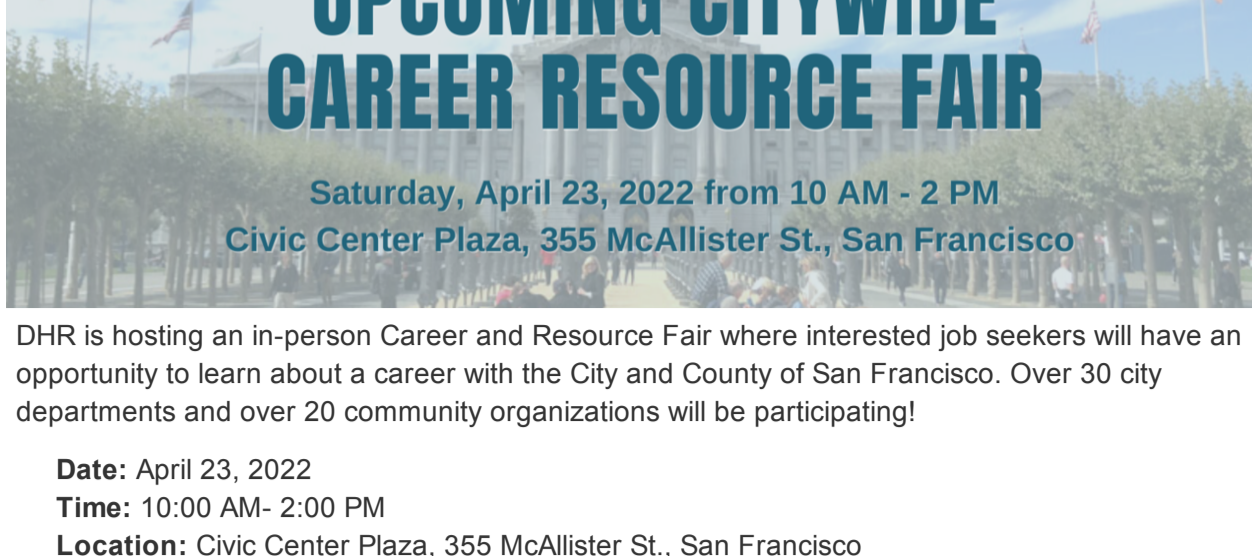 UPCOMING CITYWIDE
CAREER RESOURCE FAIR
Saturday, April 23, 2022 from 10 AM - 2 PM
Civic Center Plaza, 355 McAllister St., San Francisco
DHR is hosting an in-person Career and Resource Fair where interested job seekers will have an
opportunity to learn about a career with the City and County of San Francisco. Over 30 city
departments and over 20 community organizations will be participating!
Date: April 23, 2022
Time: 10:00 AM- 2:00 PM
Location: Civic Center Plaza, 355 McAllister St., San Francisco